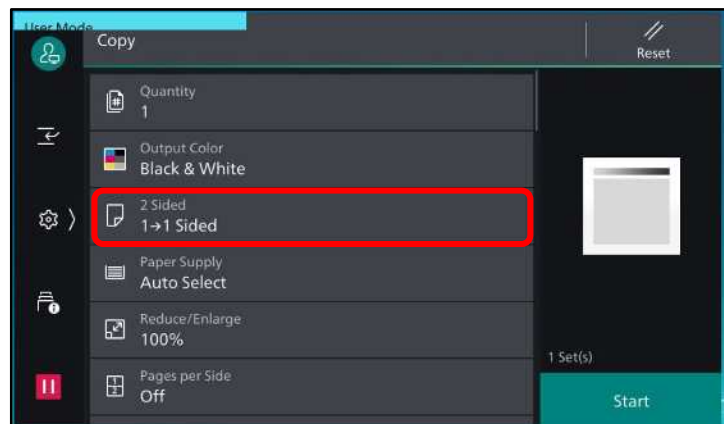 User Mode
Copy
Reset
Quantity
1
Output Color
Black & White
2 Sided
1→1 Sided
Paper Supply
Auto Select
Reduce/Enlarge
100%
Pages per Side
Off
1 Set(s)
Start